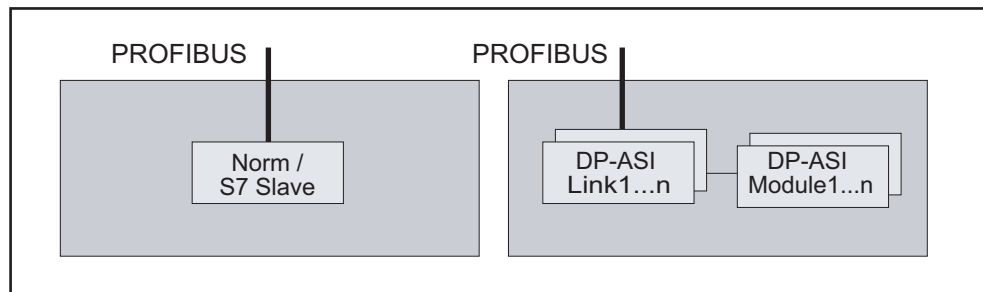 PROFIBUS
Norm /
S7 Slave
PROFIBUS
DP-ASI
Link1...n
DP-ASI
Module1...n